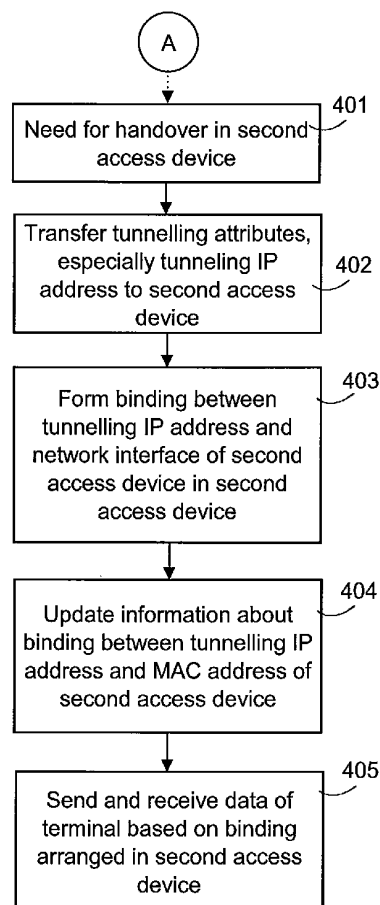 A
401
Need for handover in second
access device
Transfer tunnelling attributes,
especially tunneling IP
address to second access
device
402
403
Form binding between
tunnelling IP address and
network interface of second
access device in second
access device
404
Update information about
binding between tunnelling IP
address and MAC address of
second access device
405
Send and receive data of
terminal based on binding
arranged in second access
device